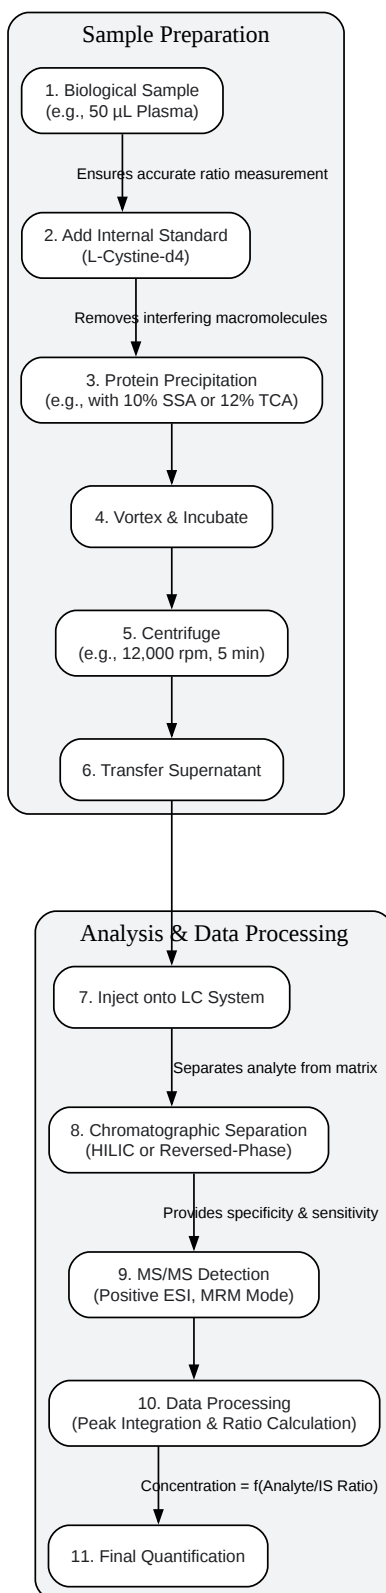 Sample Preparation
1. Biological Sample
(e.g., 50 µL Plasma)
Ensures accurate ratio measurement
2. Add Internal Standard
(L-Cystine-d4)
Removes interfering macromolecules
3. Protein Precipitation
(e.g., with 10% SSA or 12% TCA)
4. Vortex & Incubate
5. Centrifuge
(e.g., 12,000 rpm, 5 min)
6. Transfer Supernatant
Analysis & Data Processing
7. Inject onto LC System
Separates analyte from matrix
8. Chromatographic Separation
(HILIC or Reversed-Phase)
Provides specificity & sensitivity
9. MS/MS Detection
(Positive ESI, MRM Mode)
10. Data Processing
(Peak Integration & Ratio Calculation)
Concentration = f(Analyte/IS Ratio)
11. Final Quantification